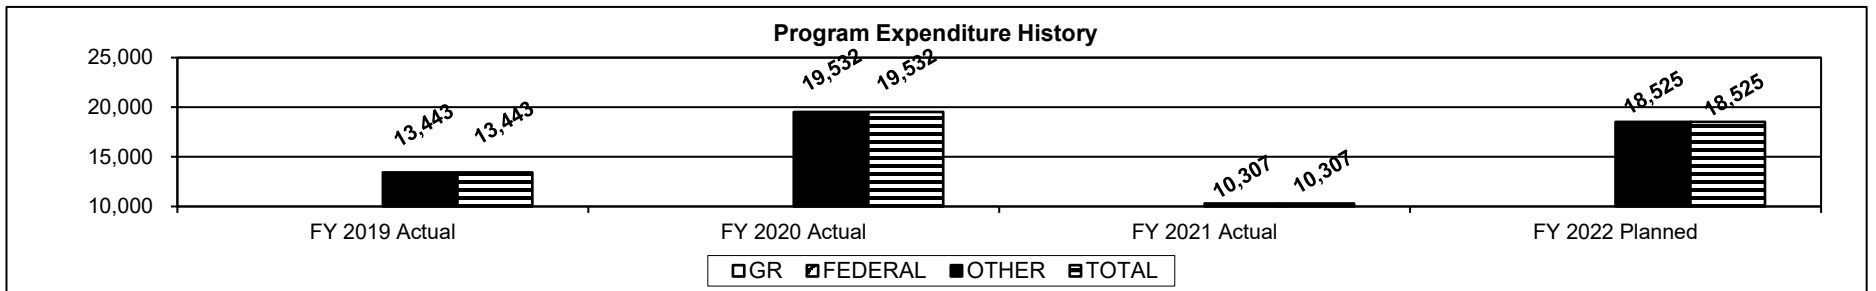 Program Expenditure History
25,000
20,000
15,000
10,000
13,443 13,443
19,532 19,532
10,307 10,307
18,525 18,525
FY 2019 Actual FY 2020 Actual FY 2021 Actual FY 2022 Planned
GR FEDERAL OTHER TOTAL